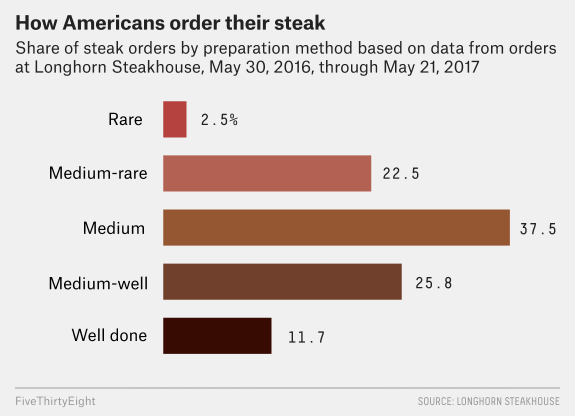 How Americans order their steak
Share of steak orders by preparation method based on data from orders
at Longhorn Steakhouse, May 30, 2016, through May 21, 2017
Rare 2.5%
Medium-rare 22.5
Medium 37.5
Medium-well 25.8
Well done 11.7
FiveThirtyEight SOURCE: LONGHORN STEAKHOUSE